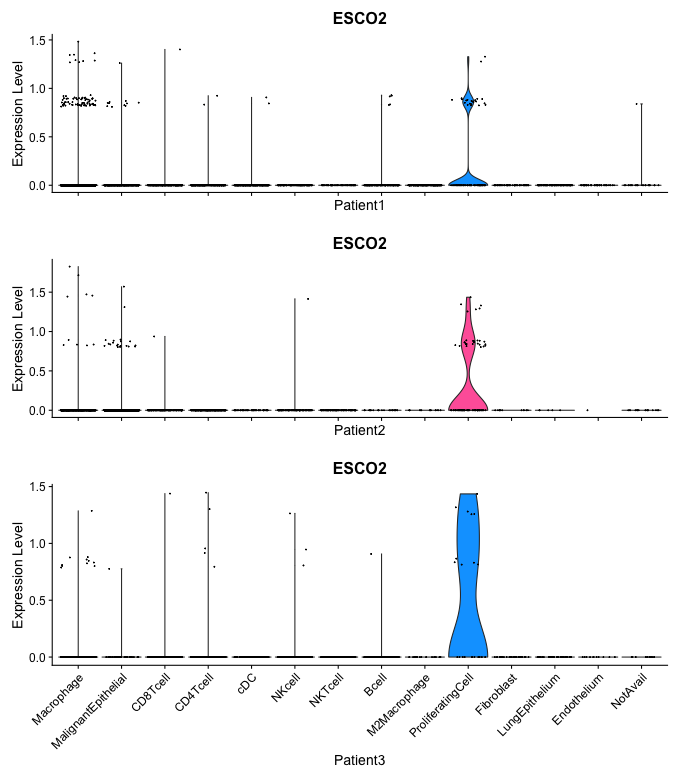 ESCO2
Expression Level
1.5
1.0
0.5
0.0
Patient1
ESCO2
Expression Level
1.5
1.0
0.5
0.0
Patient2
ESCO2
Expression Level
1.5
1.0
0.5
0.0
Macrophage
MalignantEpithelial
CD8Tcell
CD4Tcell
cDC
NKcell
NKTcell
Bcell
M2Macrophage
ProliferatingCell
Fibroblast
LungEpithelium
Endothelium
NotAvail
Patient3